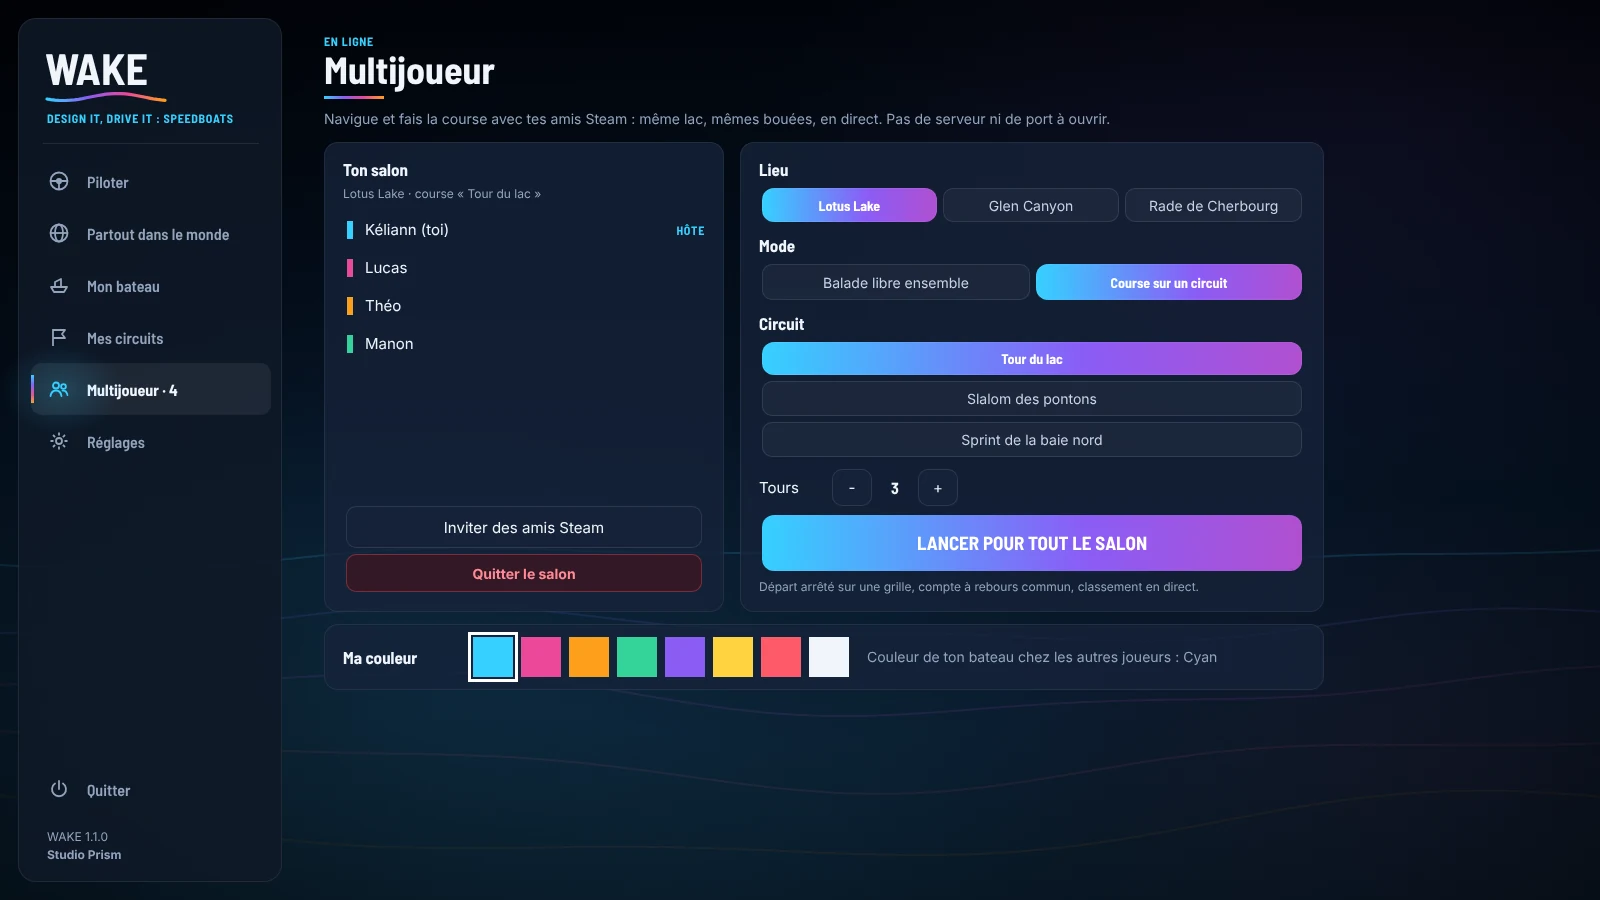 WAKE
DESIGN IT, DRIVE IT : SPEEDBOATS
Piloter
Partout dans le monde
Mon bateau
Mes circuits
Multijoueur · 4
Réglages
Quitter
WAKE 1.1.0
Studio Prism
EN LIGNE
Multijoueur
Navigue et fais la course avec tes amis Steam : même lac, mêmes bouées, en direct. Pas de serveur ni de port à ouvrir.
Ton salon
Lotus Lake · course « Tour du lac »
Kéliann (toi) HÔTE
Lucas
Théo
Manon
Inviter des amis Steam
Quitter le salon
Lieu
Lotus Lake Glen Canyon Rade de Cherbourg
Mode
Balade libre ensemble Course sur un circuit
Circuit
Tour du lac
Slalom des pontons
Sprint de la baie nord
Tours - 3 +
LANCER POUR TOUT LE SALON
Départ arrêté sur une grille, compte à rebours commun, classement en direct.
Ma couleur Couleur de ton bateau chez les autres joueurs : Cyan